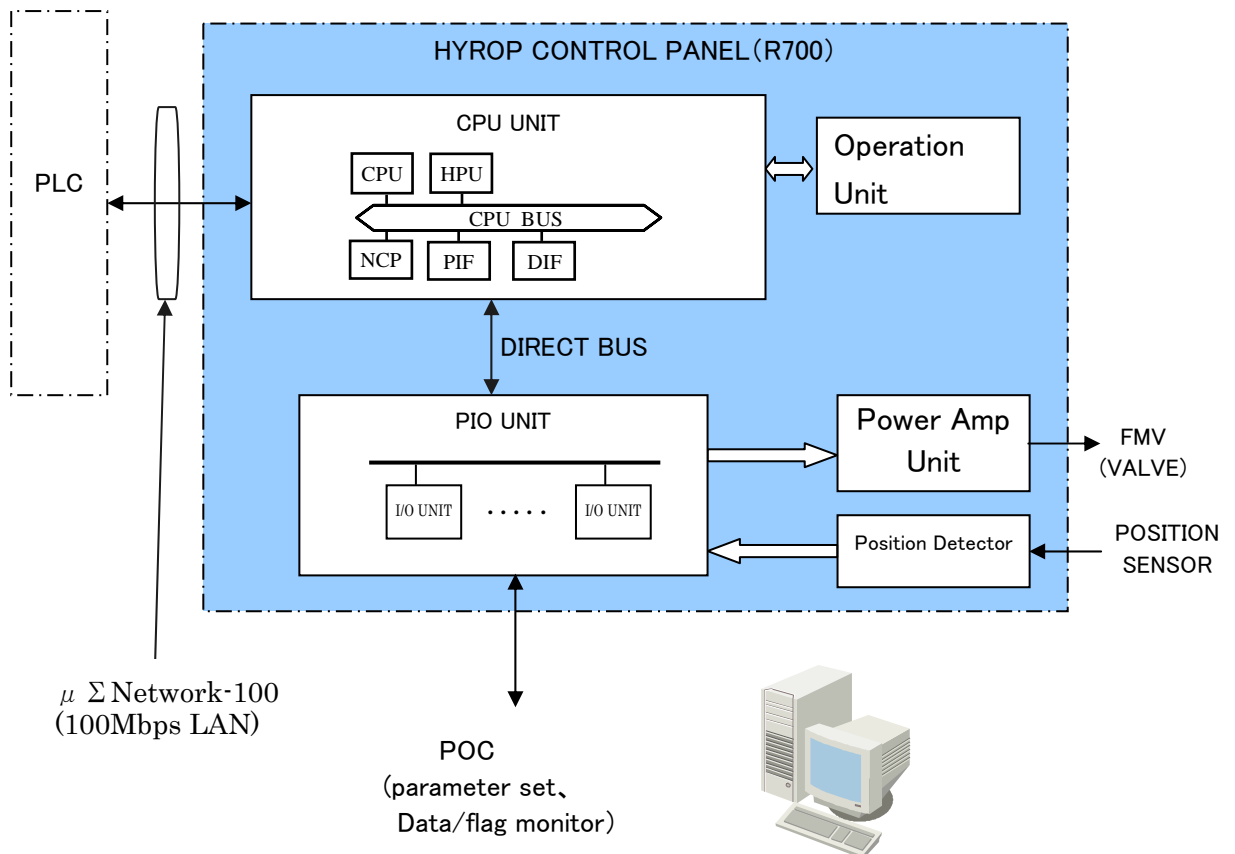 HYROP CONTROL PANEL(R700)
PLC
CPU UNIT
CPU
HPU
CPU BUS
NCP
PIF
DIF
Operation
Unit
DIRECT BUS
PIO UNIT
I/O UNIT
・・・・・
I/O UNIT
Power Amp
Unit
FMV
(VALVE)
Position Detector
POSITION
SENSOR
μ ΣNetwork-100
(100Mbps LAN)
POC
(parameter set、
Data/flag monitor)